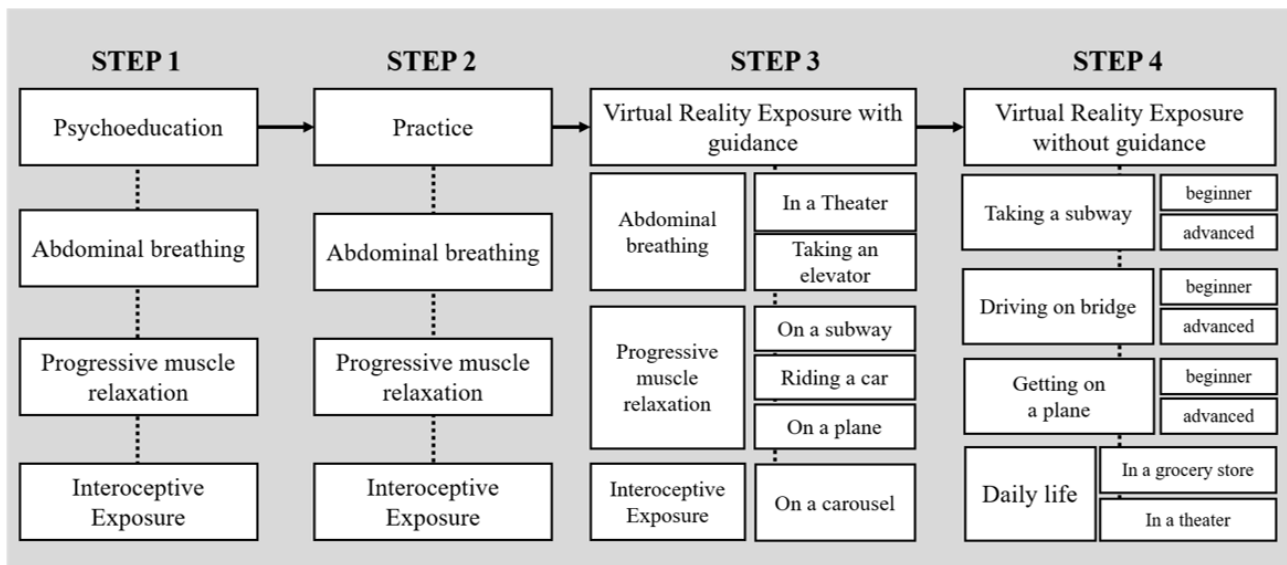 STEP 1
Psychoeducation
Abdominal breathing
Progressive muscle
relaxation
Interoceptive
Exposure
STEP 2
Practice
Abdominal breathing
Progressive muscle
relaxation
Interoceptive
Exposure
STEP 3
Virtual Reality Exposure with
guidance
Abdominal
breathing
In a Theater
Taking an
elevator
Progressive
muscle
relaxation
On a subway
Riding a car
On a plane
Interoceptive
Exposure
On a carousel
STEP 4
Virtual Reality Exposure
without guidance
Taking a subway
beginner
advanced
Driving on bridge
beginner
advanced
Getting on
a plane
beginner
advanced
Daily life
In a grocery store
In a theater